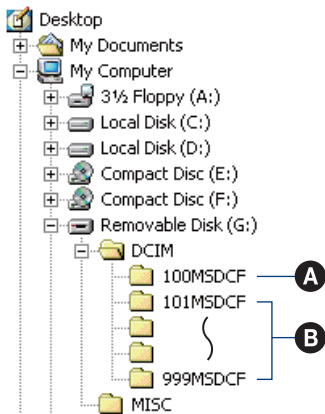 Desktop
My Documents
My Computer
3½ Floppy (A:)
Local Disk (C:)
Local Disk (D:)
Compact Disc (E:)
Compact Disc (F:)
Removable Disk (G:)
DCIM
100MSDCF A
101MSDCF
B
999MSDCF
MISC